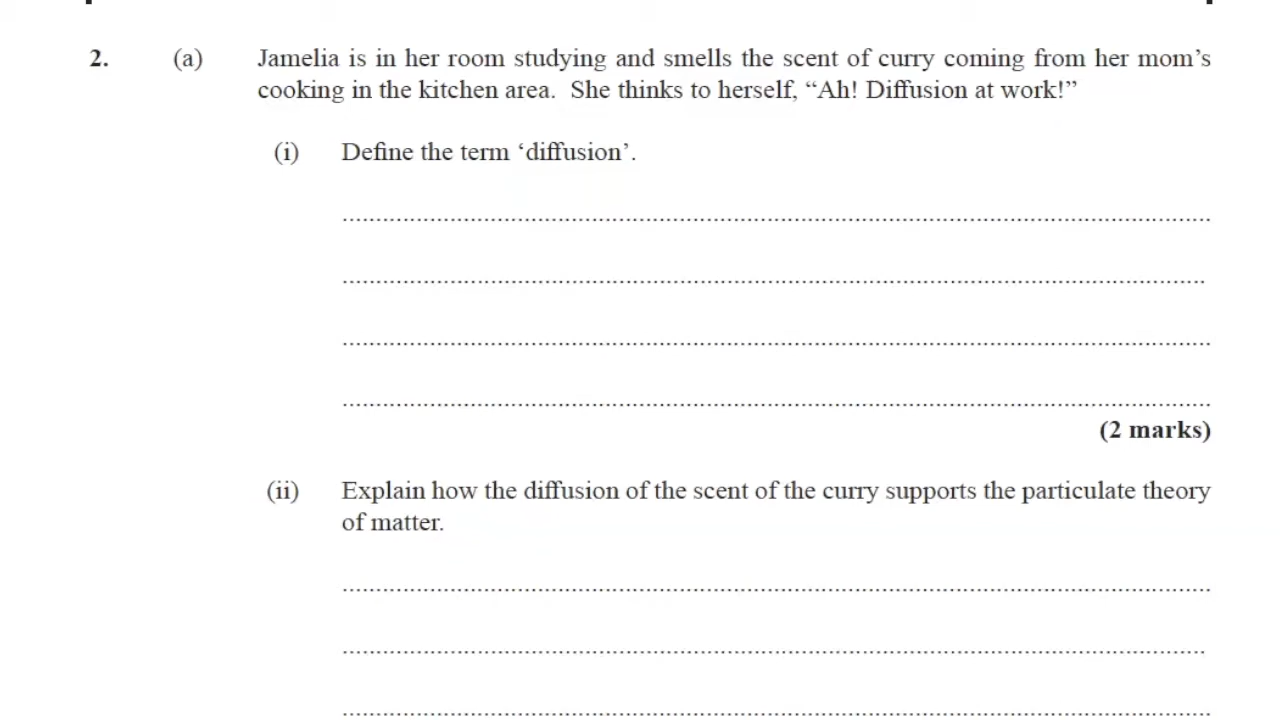 2. (a) Jamelia is in her room studying and smells the scent of curry coming from her mom’s
cooking in the kitchen area. She thinks to herself, “Ah! Diffusion at work!”
(i) Define the term ‘diffusion’.
(2 marks)
(ii) Explain how the diffusion of the scent of the curry supports the particulate theory
of matter.